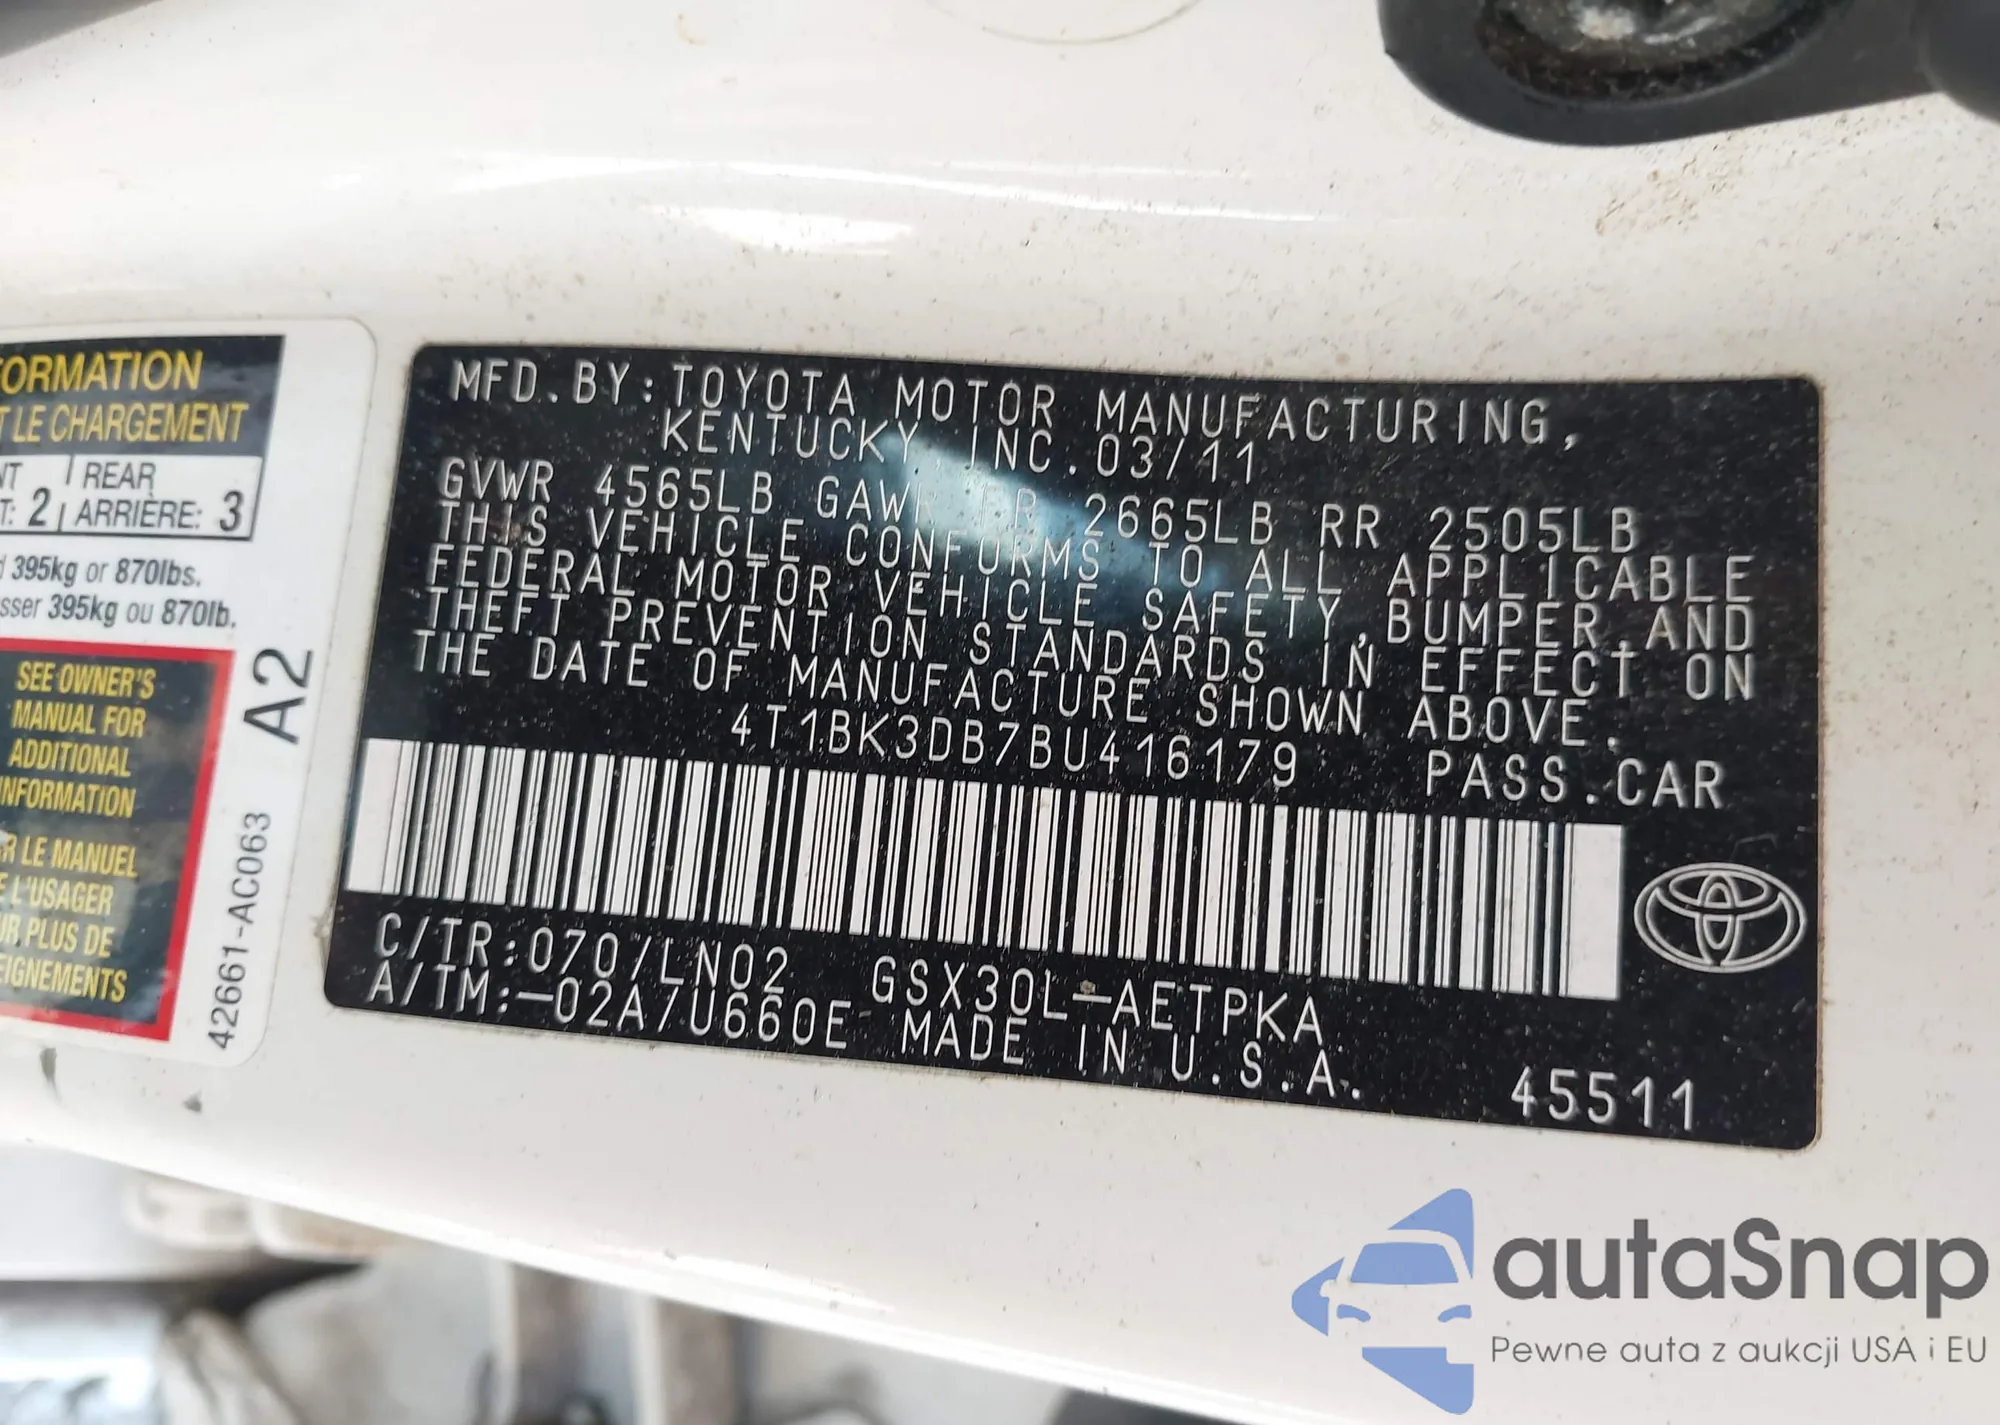 FORMATION
T LE CHARGEMENT
NT REAR
T: 2 ARRIÈRE: 3
395kg or 870lbs.
sser 395kg ou 870lb.
SEE OWNER'S
MANUAL FOR
ADDITIONAL
INFORMATION
R LE MANUEL
E L'USAGER
UR PLUS DE
EIGNEMENTS
42661-AC063 A2
MFD.BY:TOYOTA MOTOR MANUFACTURING,
KENTUCKY,INC.03/11
GVWR 4565LB GAWR FR 2665LB RR 2505LB
THIS VEHICLE CONFORMS TO ALL APPLICABLE
FEDERAL MOTOR VEHICLE SAFETY,BUMPER,AND
THEFT PREVENTION STANDARDS IN EFFECT ON
THE DATE OF MANUFACTURE SHOWN ABOVE.
4T1BK3DB7BU416179 PASS.CAR
C/TR:070/LN02 GSX30L-AETPKA
A/TM:-02A/U660E MADE IN U.S.A. 45511
autaSnap
Pewne auta z aukcji USA i EU